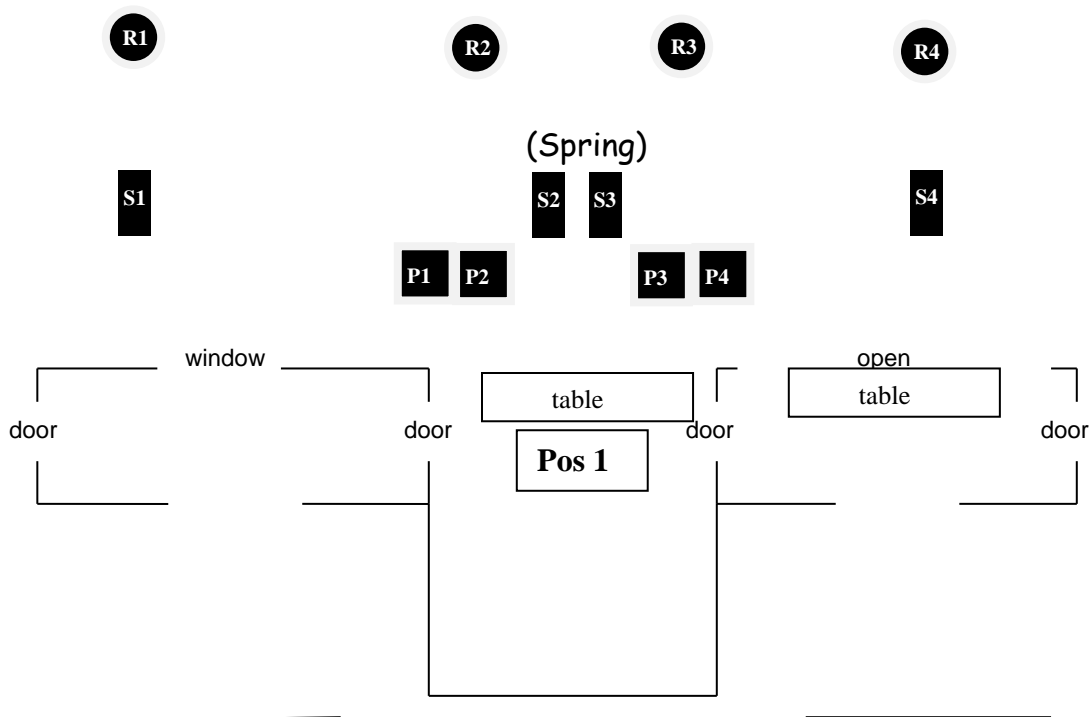 R1 R2 R3 R4
(Spring)
S1 S2 S3 S4
P1 P2 P3 P4
window open
table table
door door door door
Pos 1